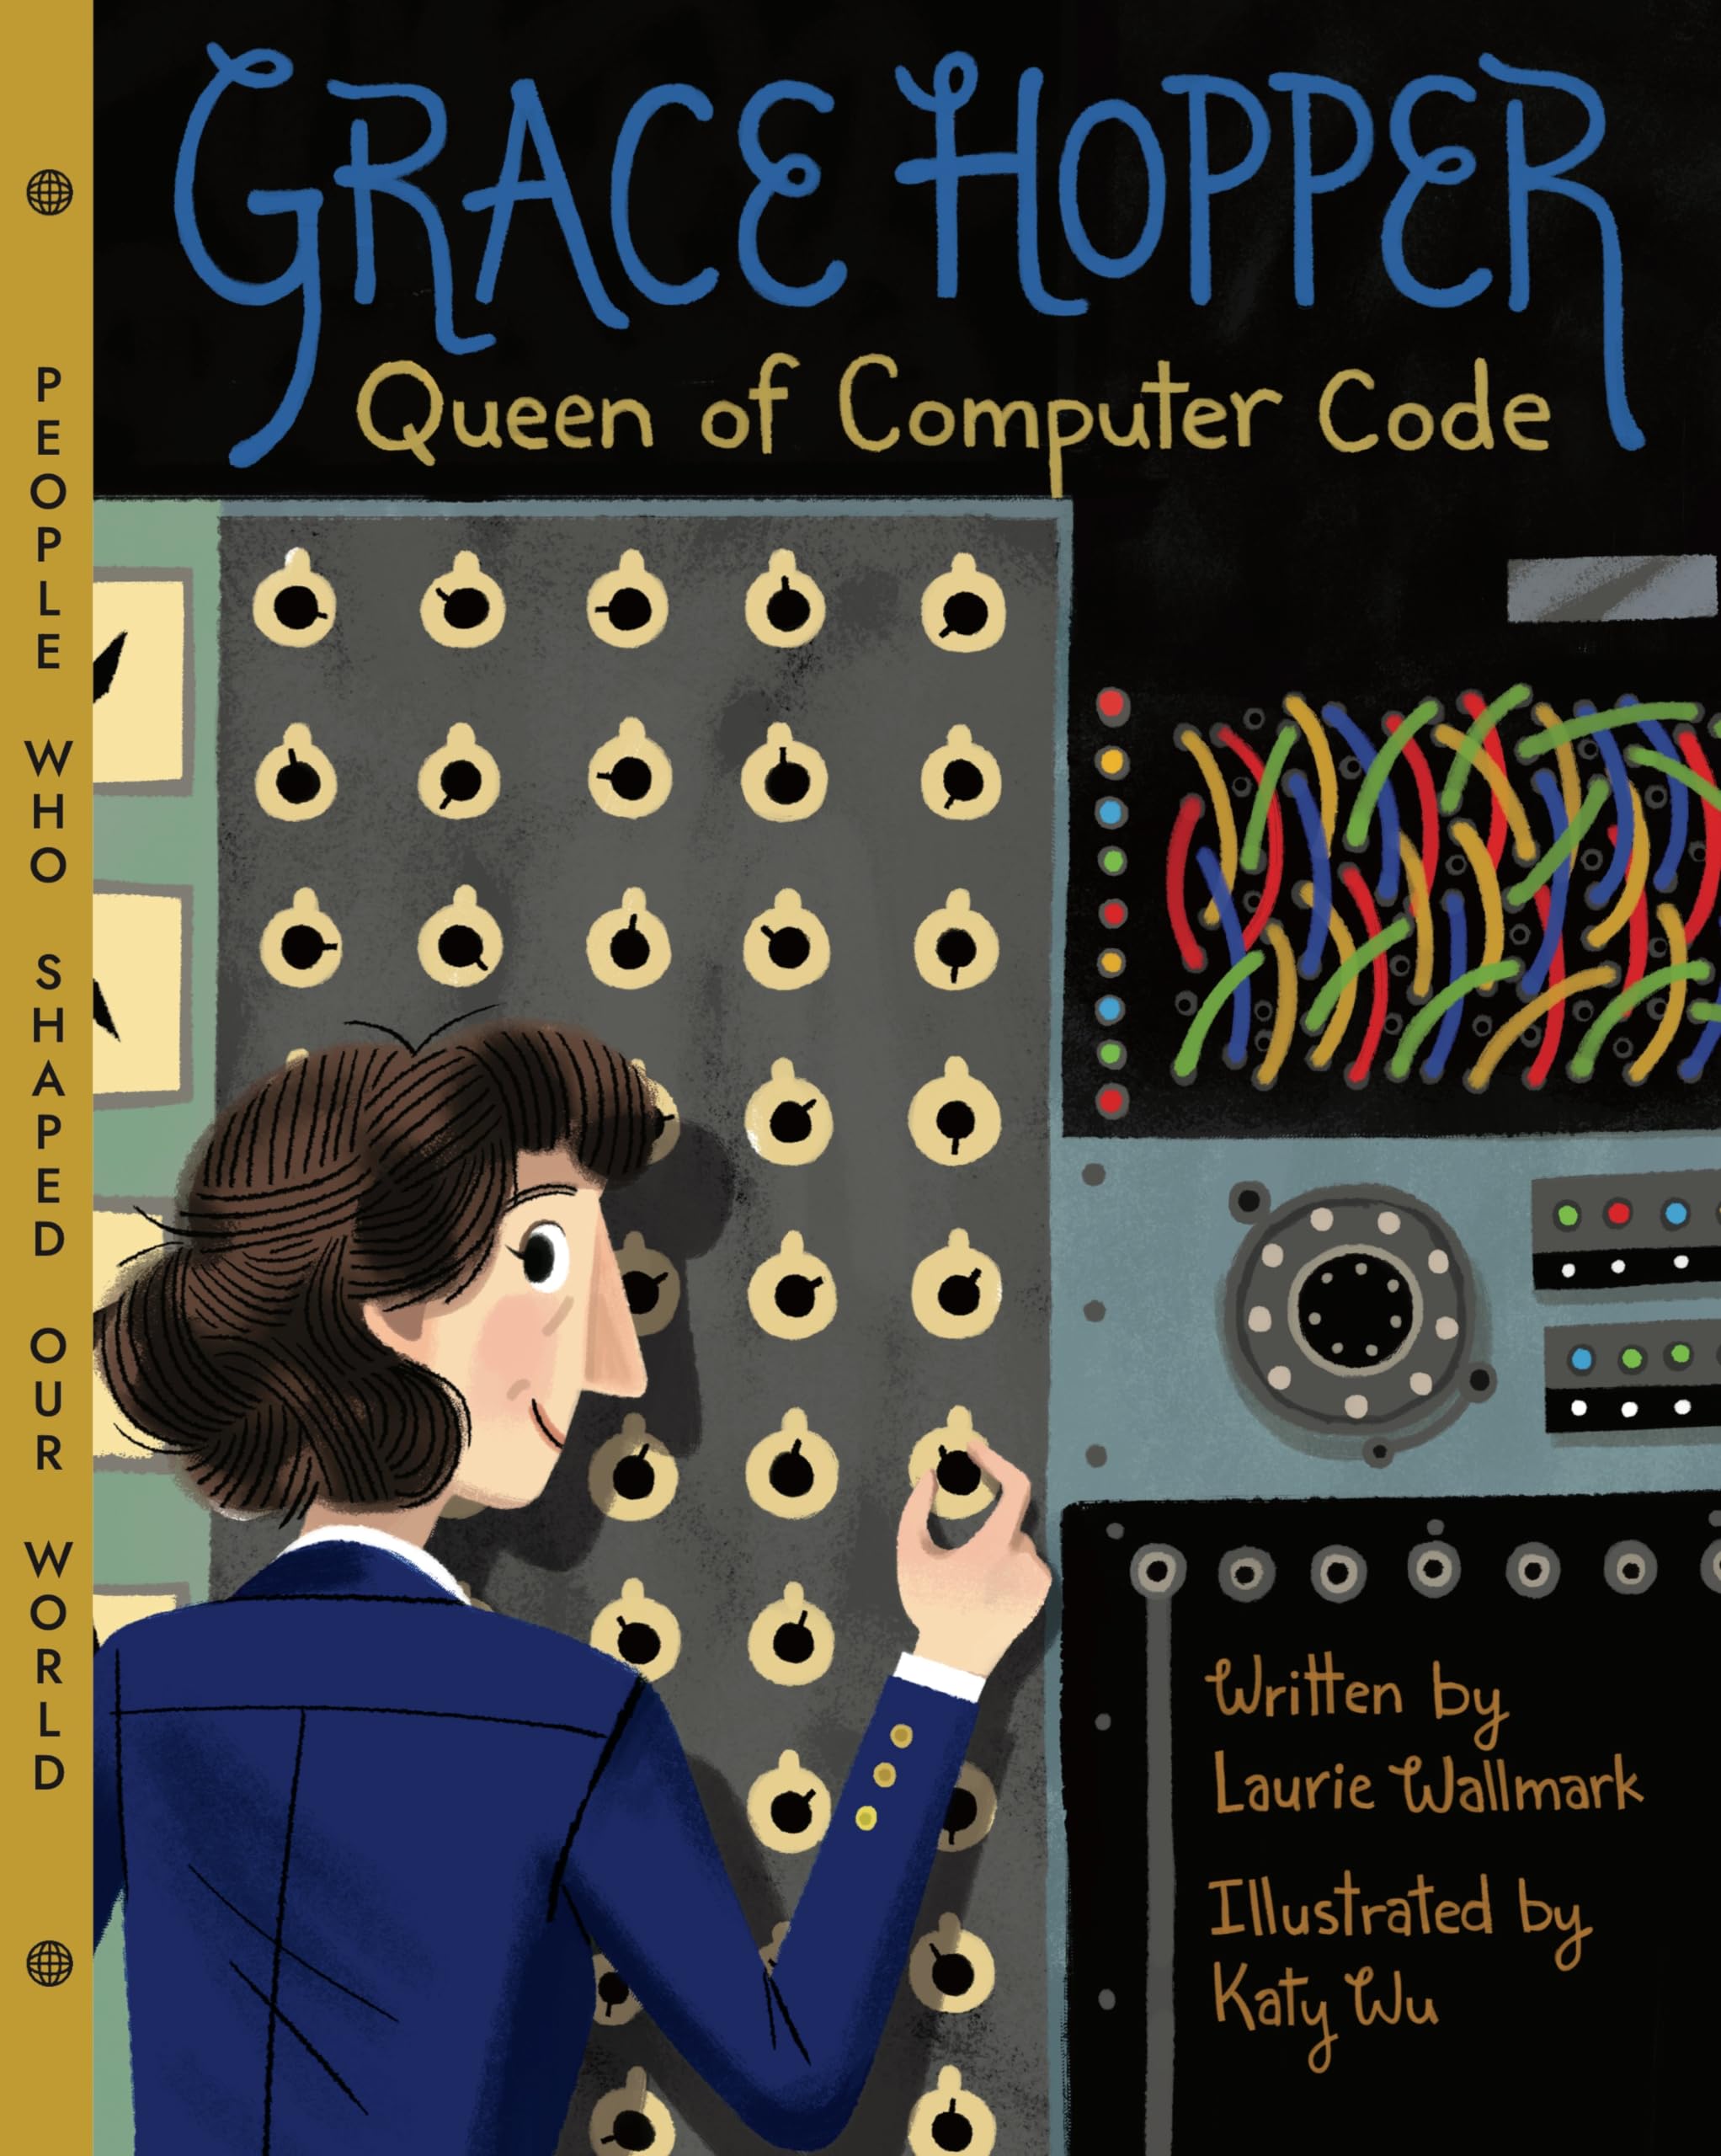 GRACE HOPPER
Queen of Computer Code
PEOPLE WHO SHAPED OUR WORLD
Written by
Laurie Wallmark
Illustrated by
Katy Wu